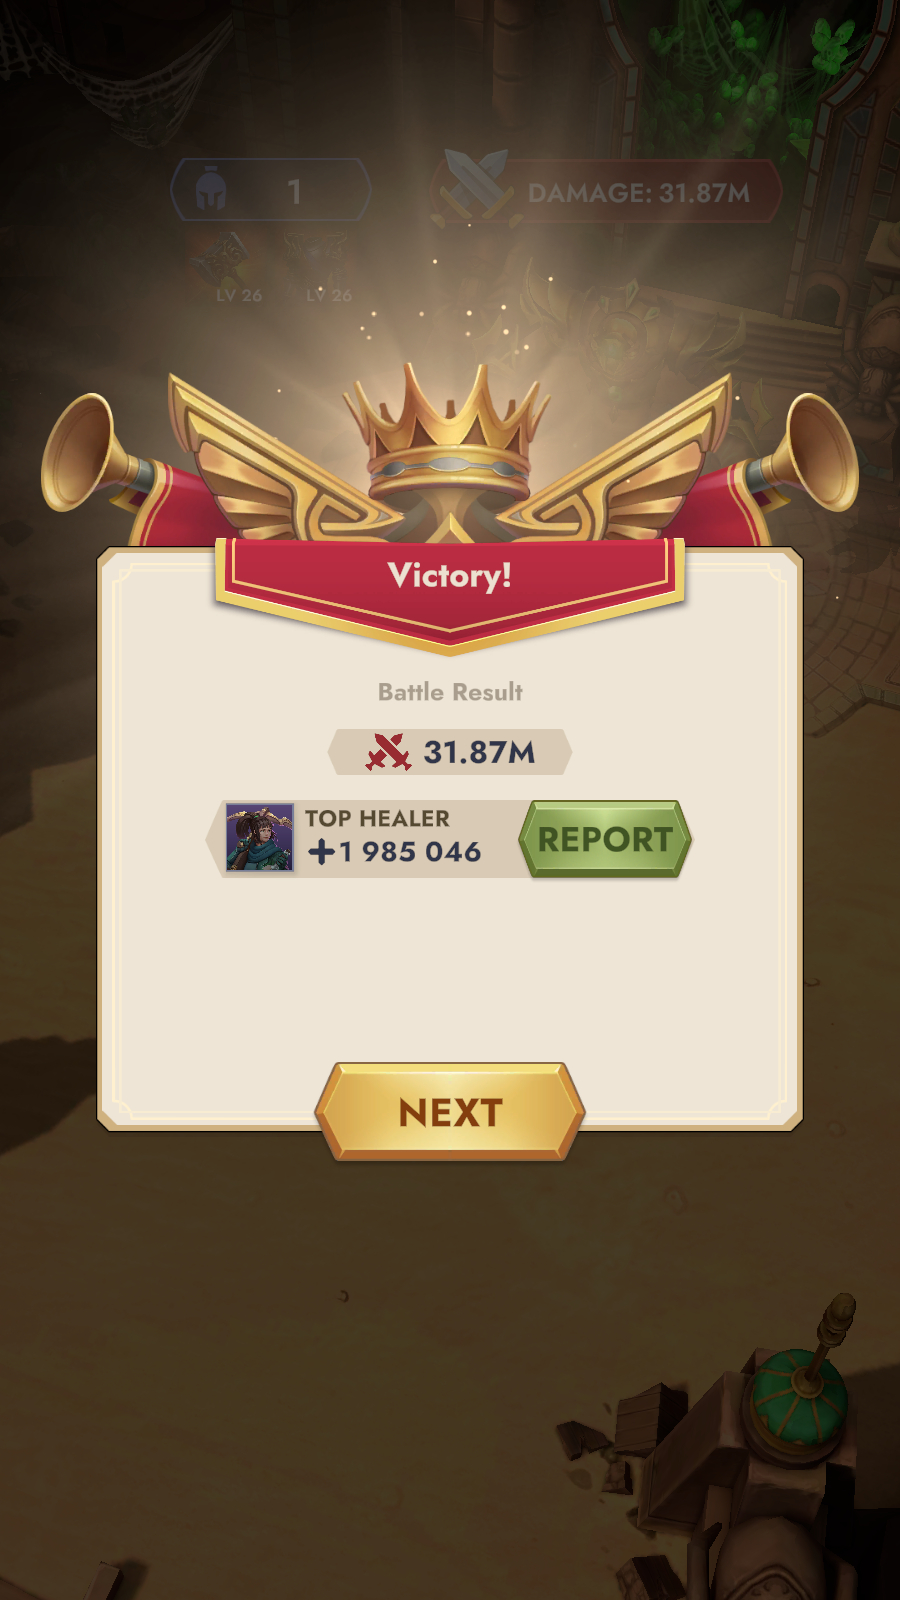 1
DAMAGE: 31.87M
LV 26 LV 26
Victory!
Battle Result
31.87M
TOP HEALER
+1 985 046
REPORT
NEXT